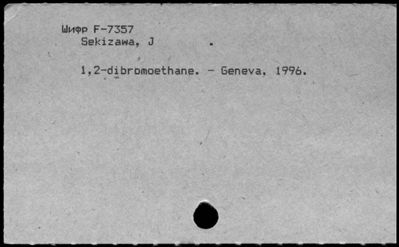 Шифр F-7357
Sekizawa, J
1,2-dibromoethane. - Geneva, 1996.